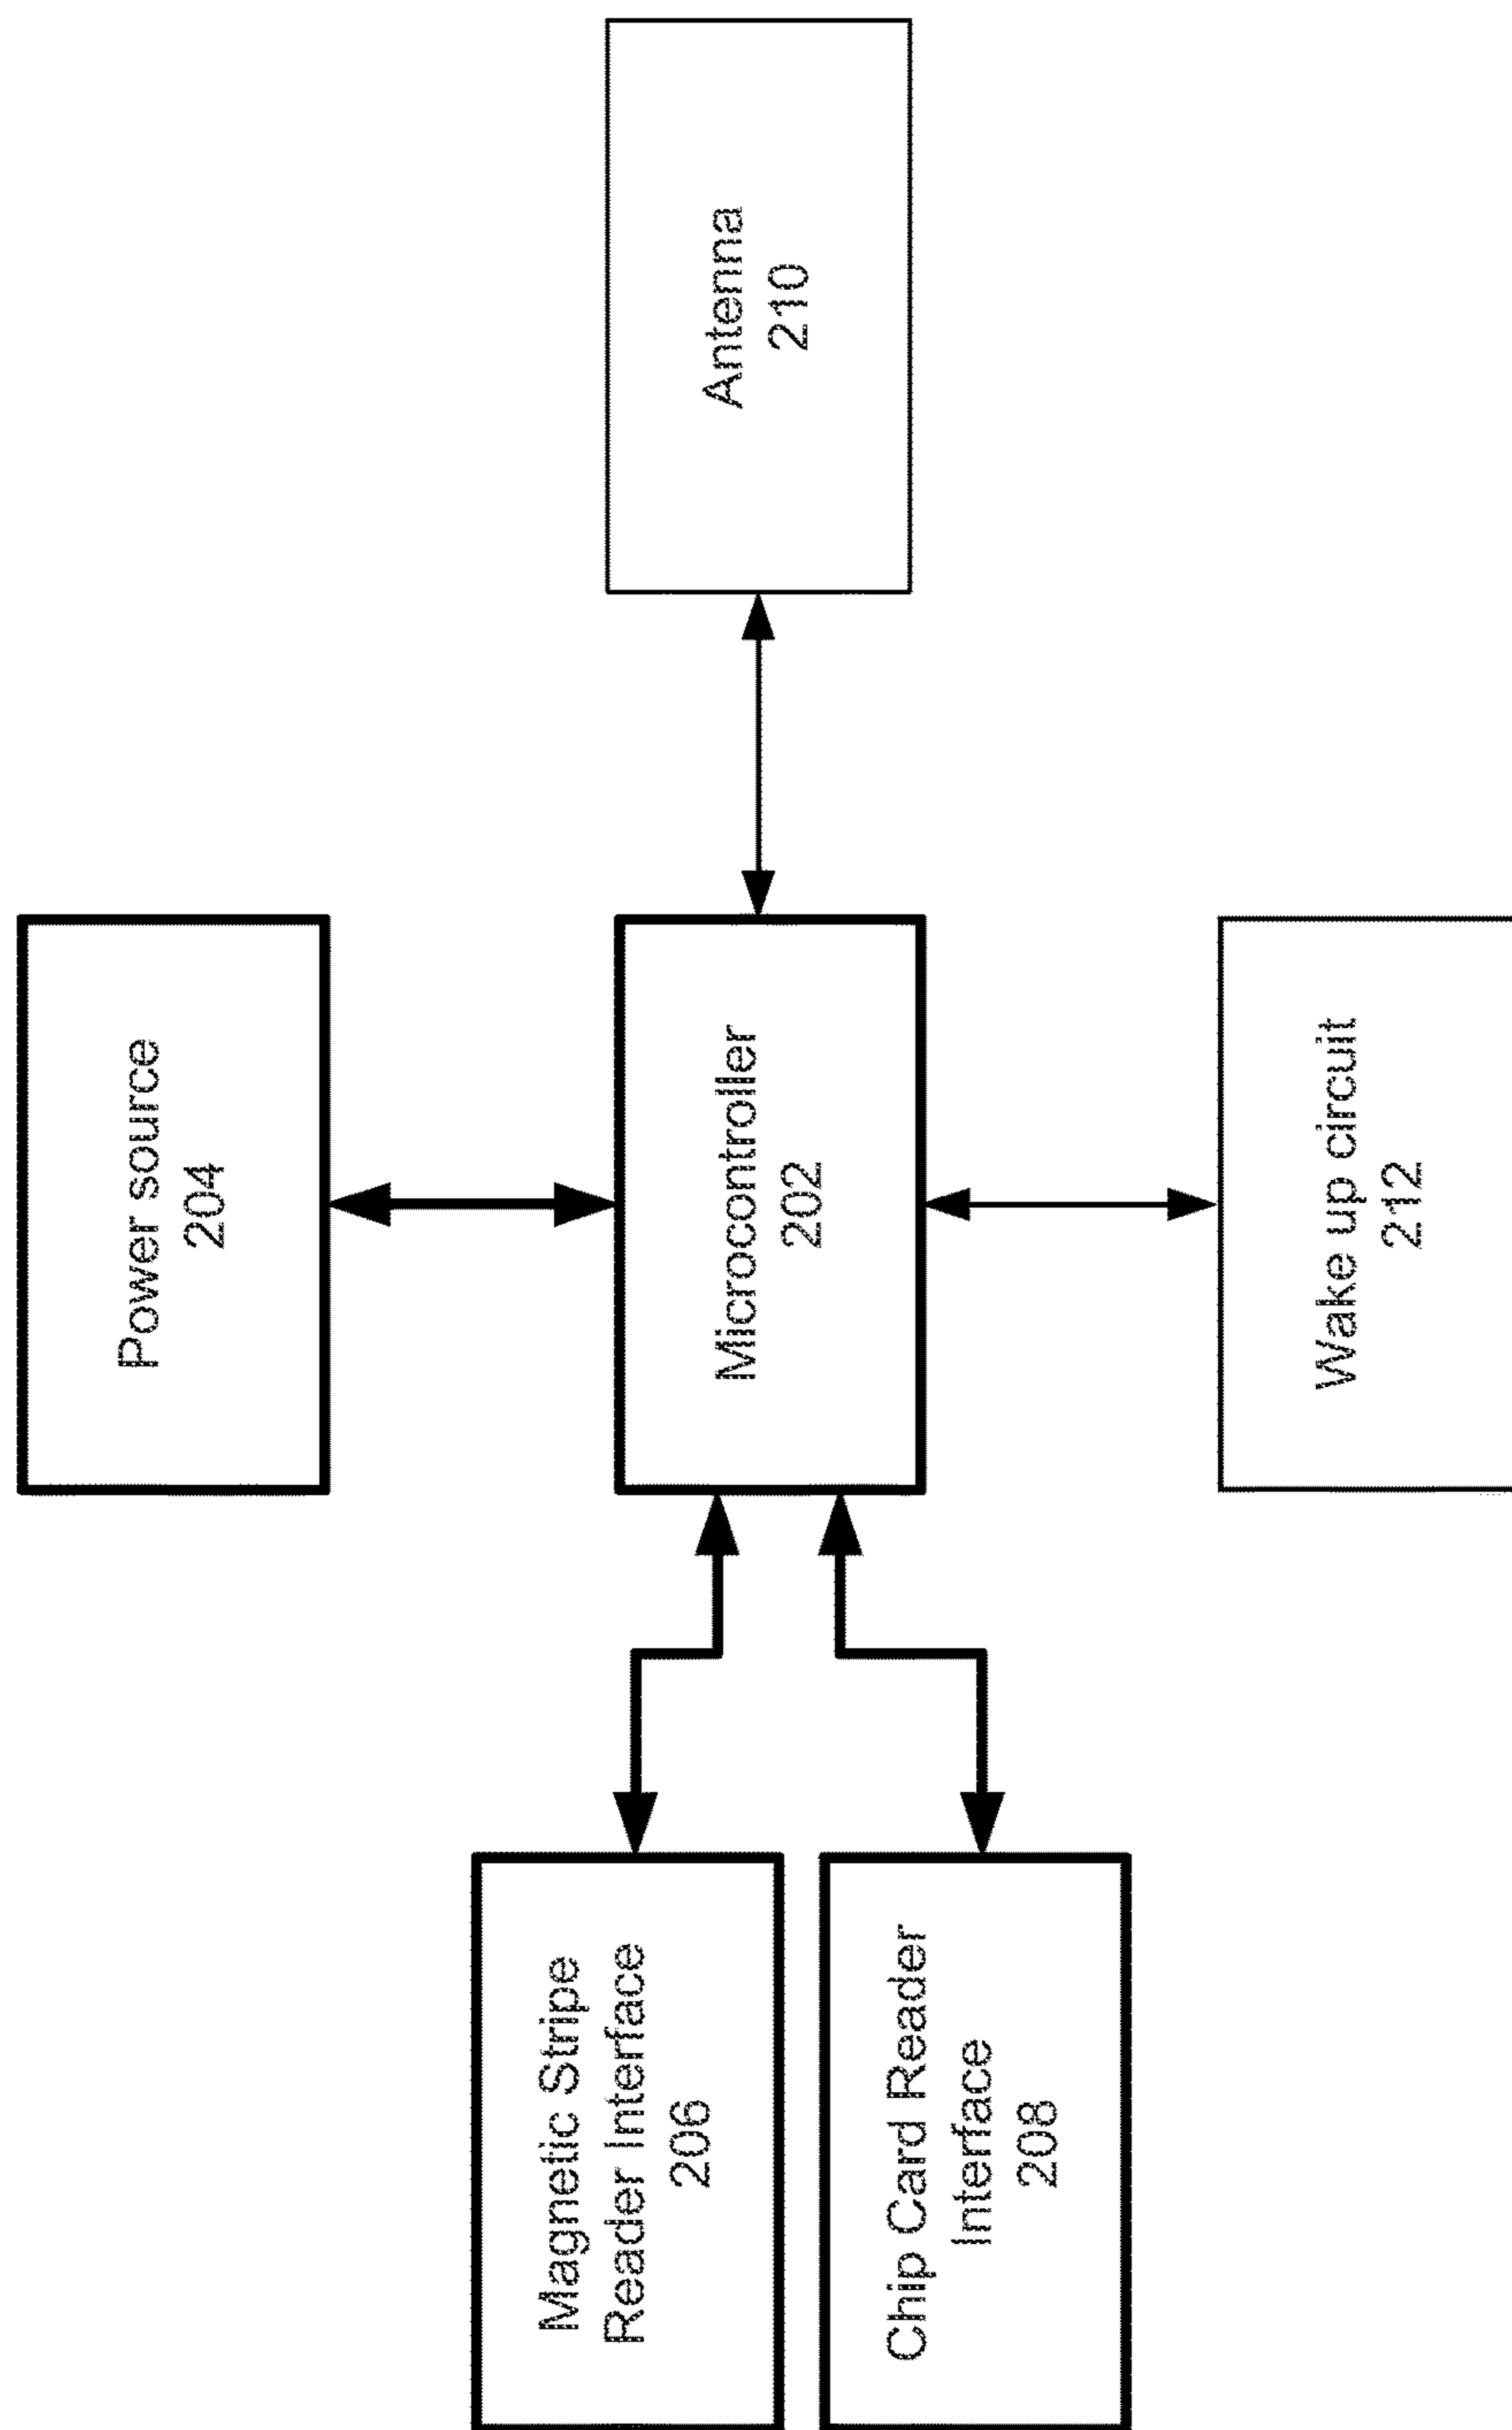 Power source
204
Magnetic Stripe
Reader Interface
206
Chip Card Reader
Interface
208
Microcontroller
202
Antenna
210
Wake up circuit
212